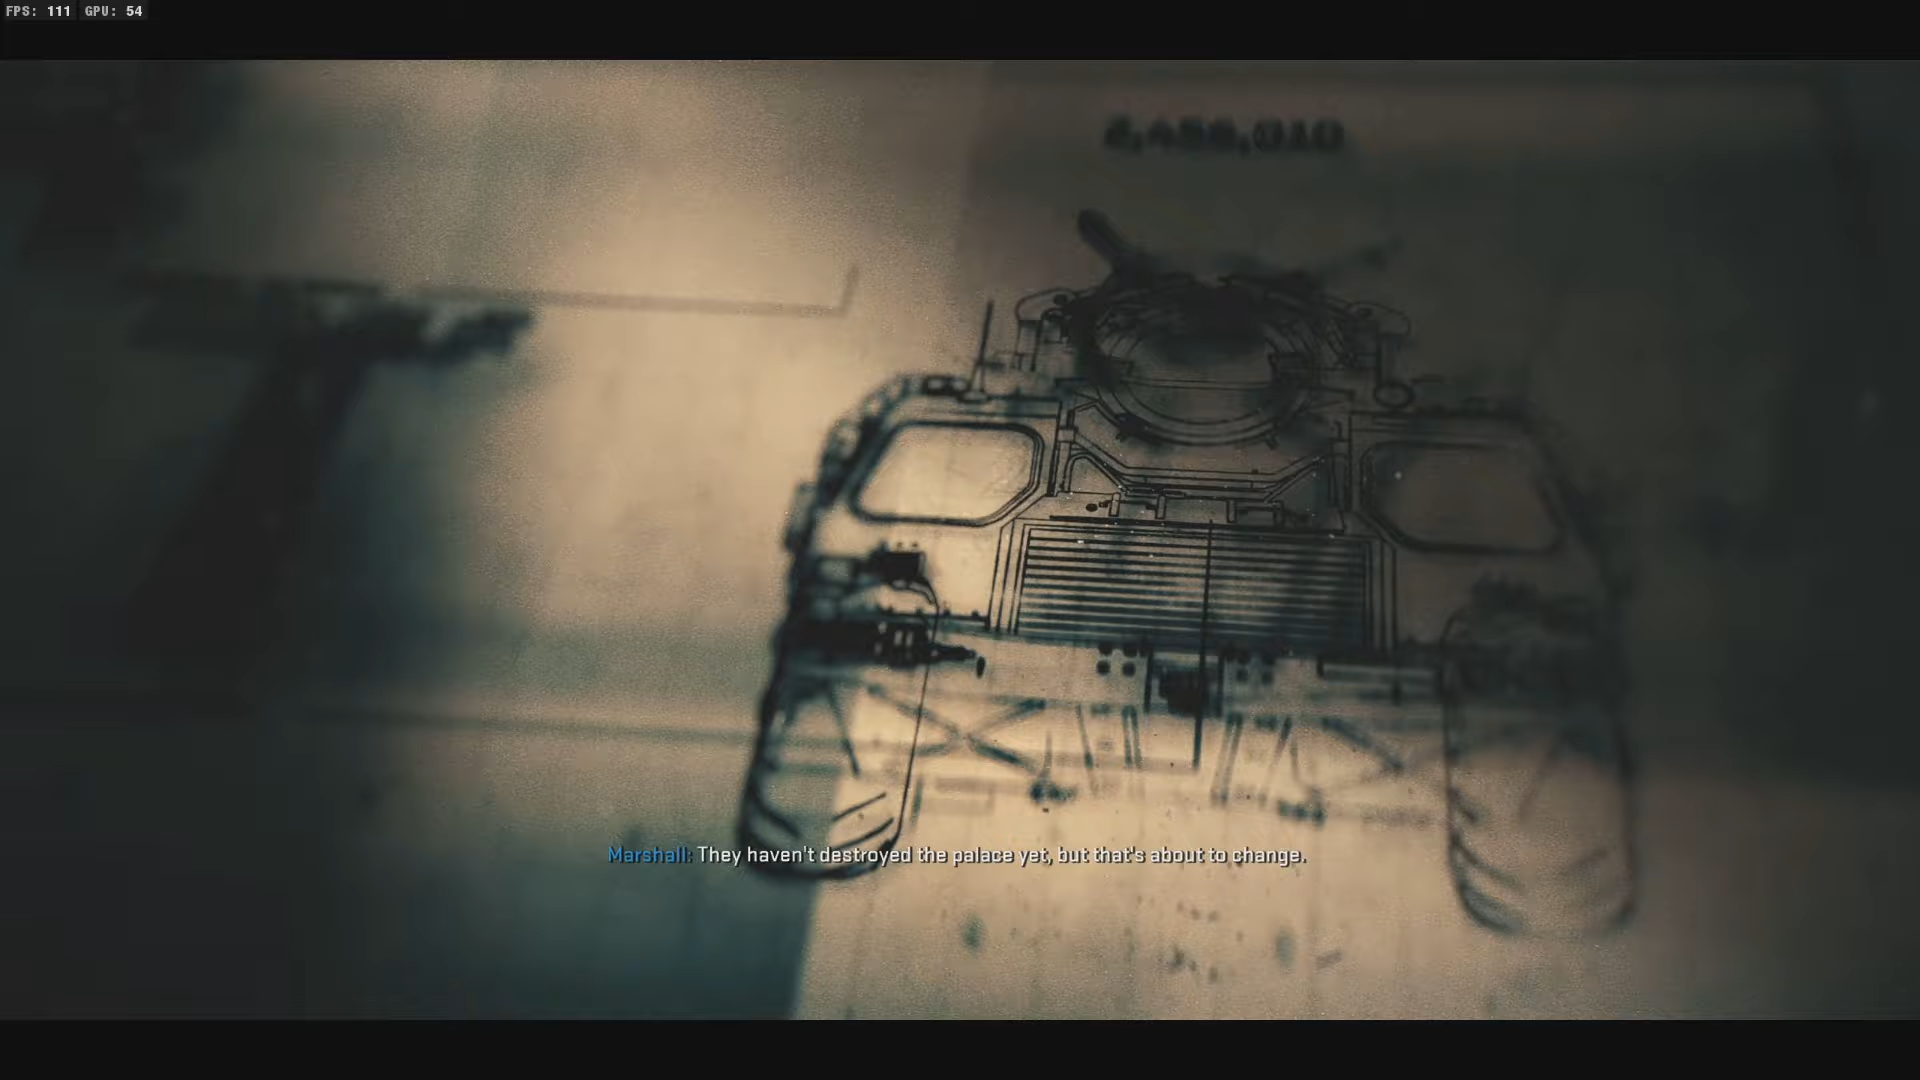 FPS: 111 GPU: 54
Marshall: They haven't destroyed the palace yet, but that's about to change.